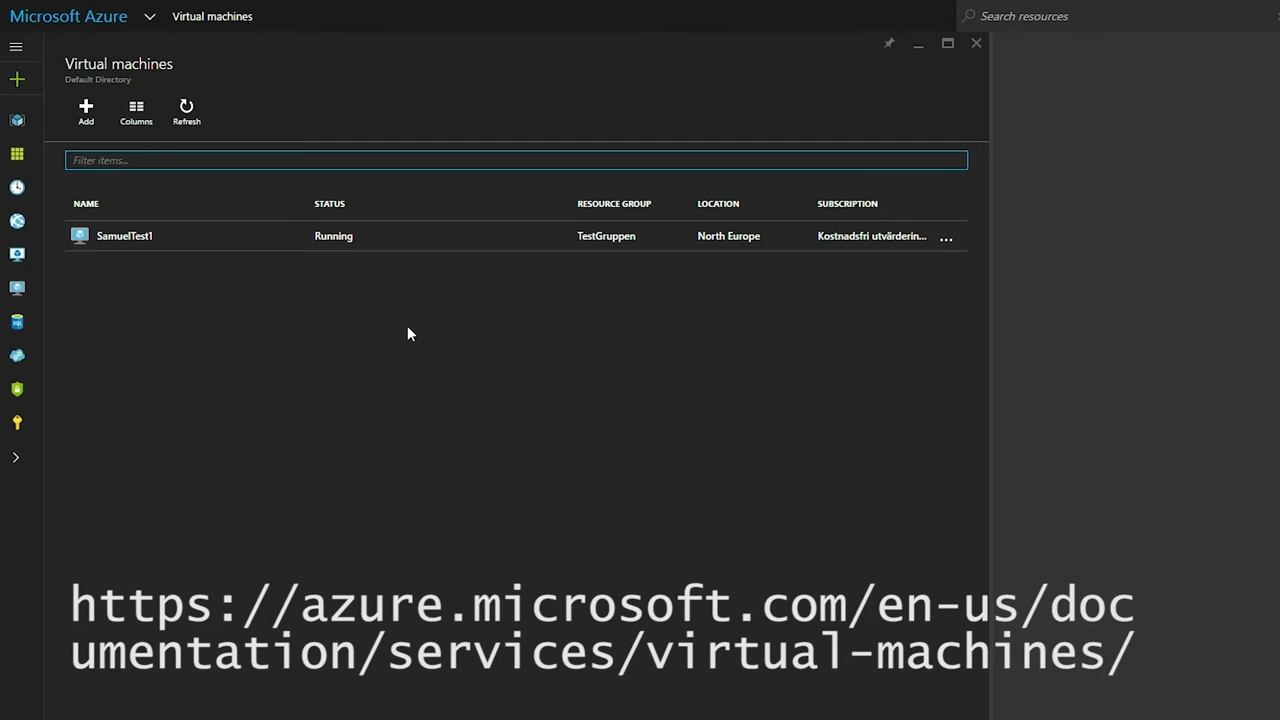 Microsoft Azure Virtual machines Search resources
Virtual machines
Default Directory
Add Columns Refresh
Filter items...
NAME STATUS RESOURCE GROUP LOCATION SUBSCRIPTION
SamuelTest1 Running TestGruppen North Europe Kostnadsfri utvärderin... ...
https://azure.microsoft.com/en-us/doc
umentation/services/virtual-machines/